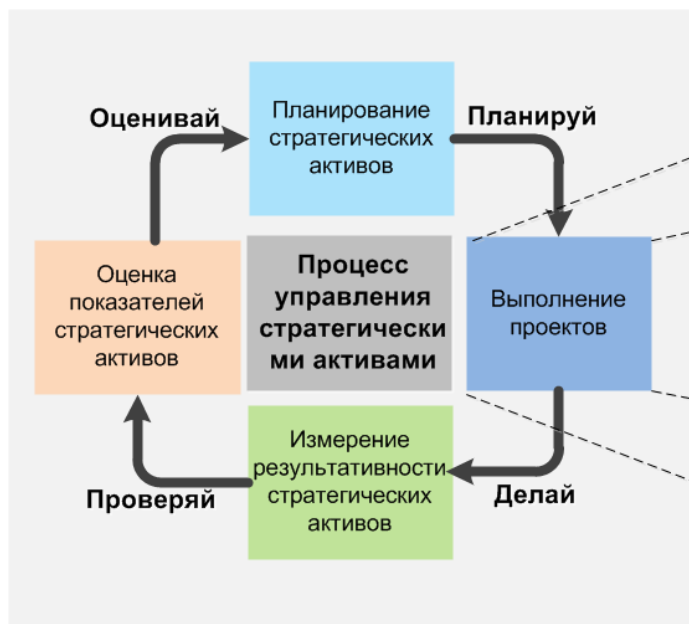 Оценивай
Планирование
стратегических
активов
Планируй
Оценка
показателей
стратегических
активов
Процесс
управления
стратегически
ми активами
Выполнение
проектов
Измерение
результативности
стратегических
активов
Проверяй
Делай